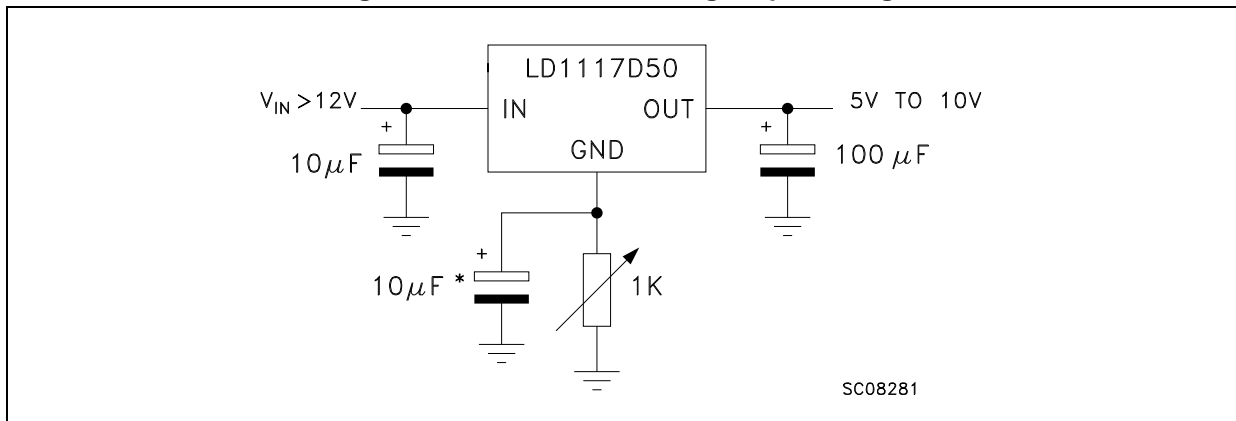 LD1117D50
V_IN >12V
IN
OUT
5V TO 10V
GND
+
10μF
+
100 μF
+
10μF *
1K
SC08281